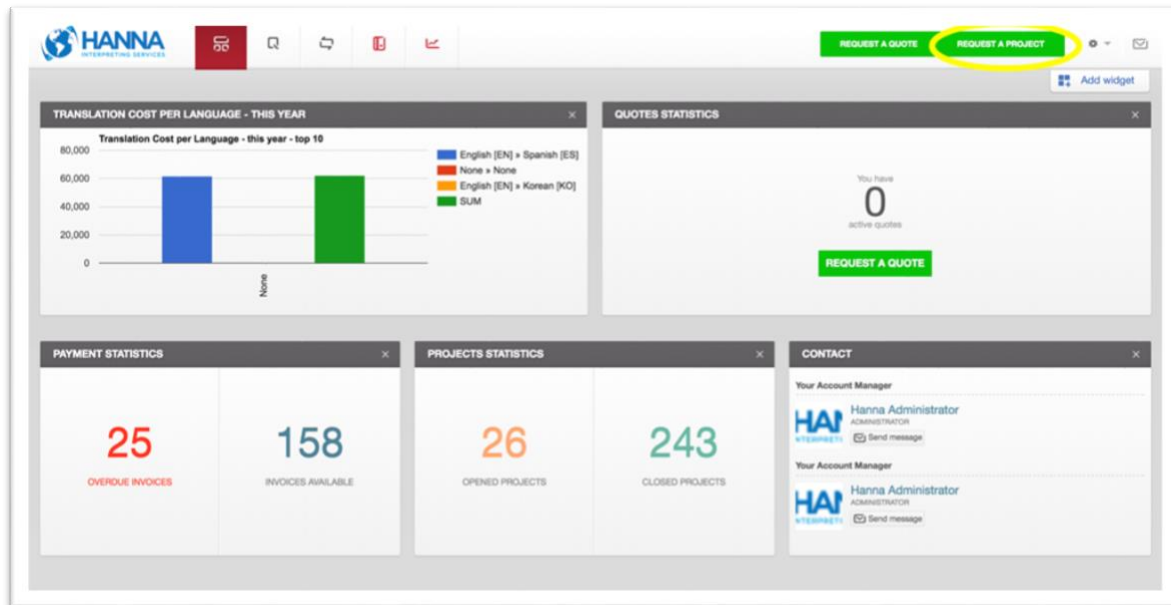 HANNA
INTERPRETING SERVICES
REQUEST A QUOTE
REQUEST A PROJECT
Add widget
TRANSLATION COST PER LANGUAGE - THIS YEAR
Translation Cost per Language - this year - top 10
80,000
60,000
40,000
20,000
0
None
English [EN] » Spanish [ES]
None » None
English [EN] » Korean [KO]
SUM
QUOTES STATISTICS
You have
0
active quotes
REQUEST A QUOTE
PAYMENT STATISTICS
25
OVERDUE INVOICES
158
INVOICES AVAILABLE
PROJECTS STATISTICS
26
OPENED PROJECTS
243
CLOSED PROJECTS
CONTACT
Your Account Manager
HAN
Hanna Administrator
ADMINISTRATOR
Send message
Your Account Manager
HAN
Hanna Administrator
ADMINISTRATOR
Send message